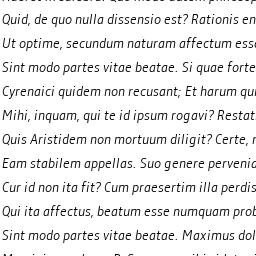 Quid, de quo nulla dissensio est? Rationis en
Ut optime, secundum naturam affectum esse
Sint modo partes vitae beatae. Si quae forte
Cyrenaici quidem non recusant; Et harum qui
Mihi, inquam, qui te id ipsum rogavi? Restat
Quis Aristidem non mortuum diligit? Certe, n
Eam stabilem appellas. Suo genere pervenia
Cur id non ita fit? Cum praesertim illa perdis
Qui ita affectus, beatum esse numquam prob
Sint modo partes vitae beatae. Maximus dol